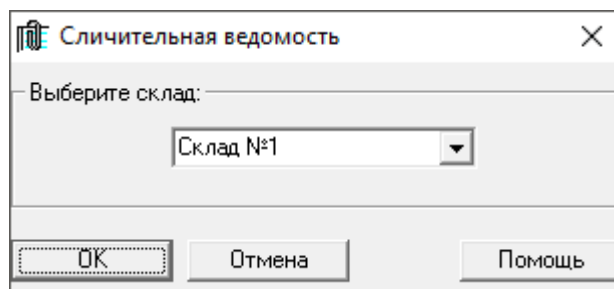 Сличительная ведомость
Выберите склад:
Склад №1
OK Отмена Помощь